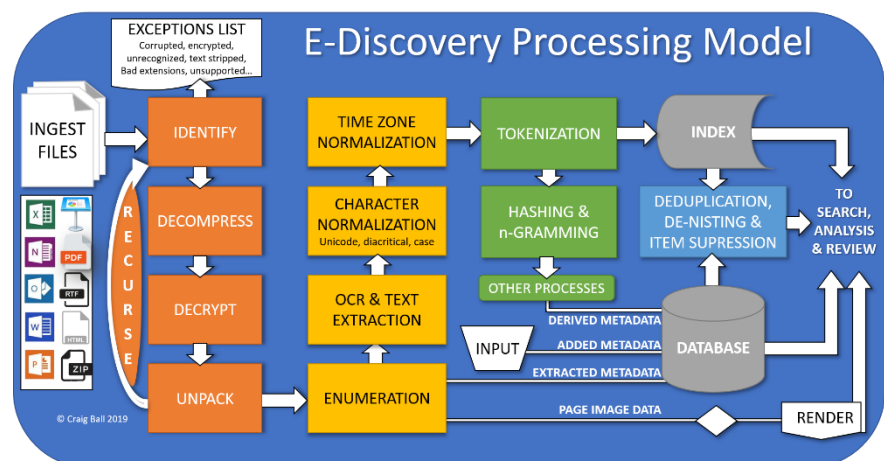 E-Discovery Processing Model
EXCEPTIONS LIST
Corrupted, encrypted,
unrecognized, text stripped,
Bad extensions, unsupported...
INGEST
FILES
IDENTIFY
DECOMPRESS
DECRYPT
UNPACK
RECURSE
X
N
PDF
O
RTF
W
HTML
P
ZIP
© Craig Ball 2019
TIME ZONE
NORMALIZATION
CHARACTER
NORMALIZATION
Unicode, diacritical, case
OCR & TEXT
EXTRACTION
ENUMERATION
TOKENIZATION
HASHING &
n-GRAMMING
OTHER PROCESSES
INPUT
DERIVED METADATA
ADDED METADATA
EXTRACTED METADATA
PAGE IMAGE DATA
INDEX
DEDUPLICATION,
DE-NISTING &
ITEM SUPRESSION
DATABASE
TO
SEARCH,
ANALYSIS
& REVIEW
RENDER